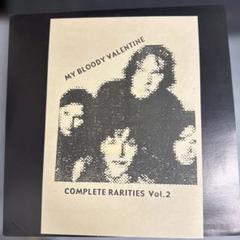 MY BLOODY VALENTINE
COMPLETE RARITIES Vol.2